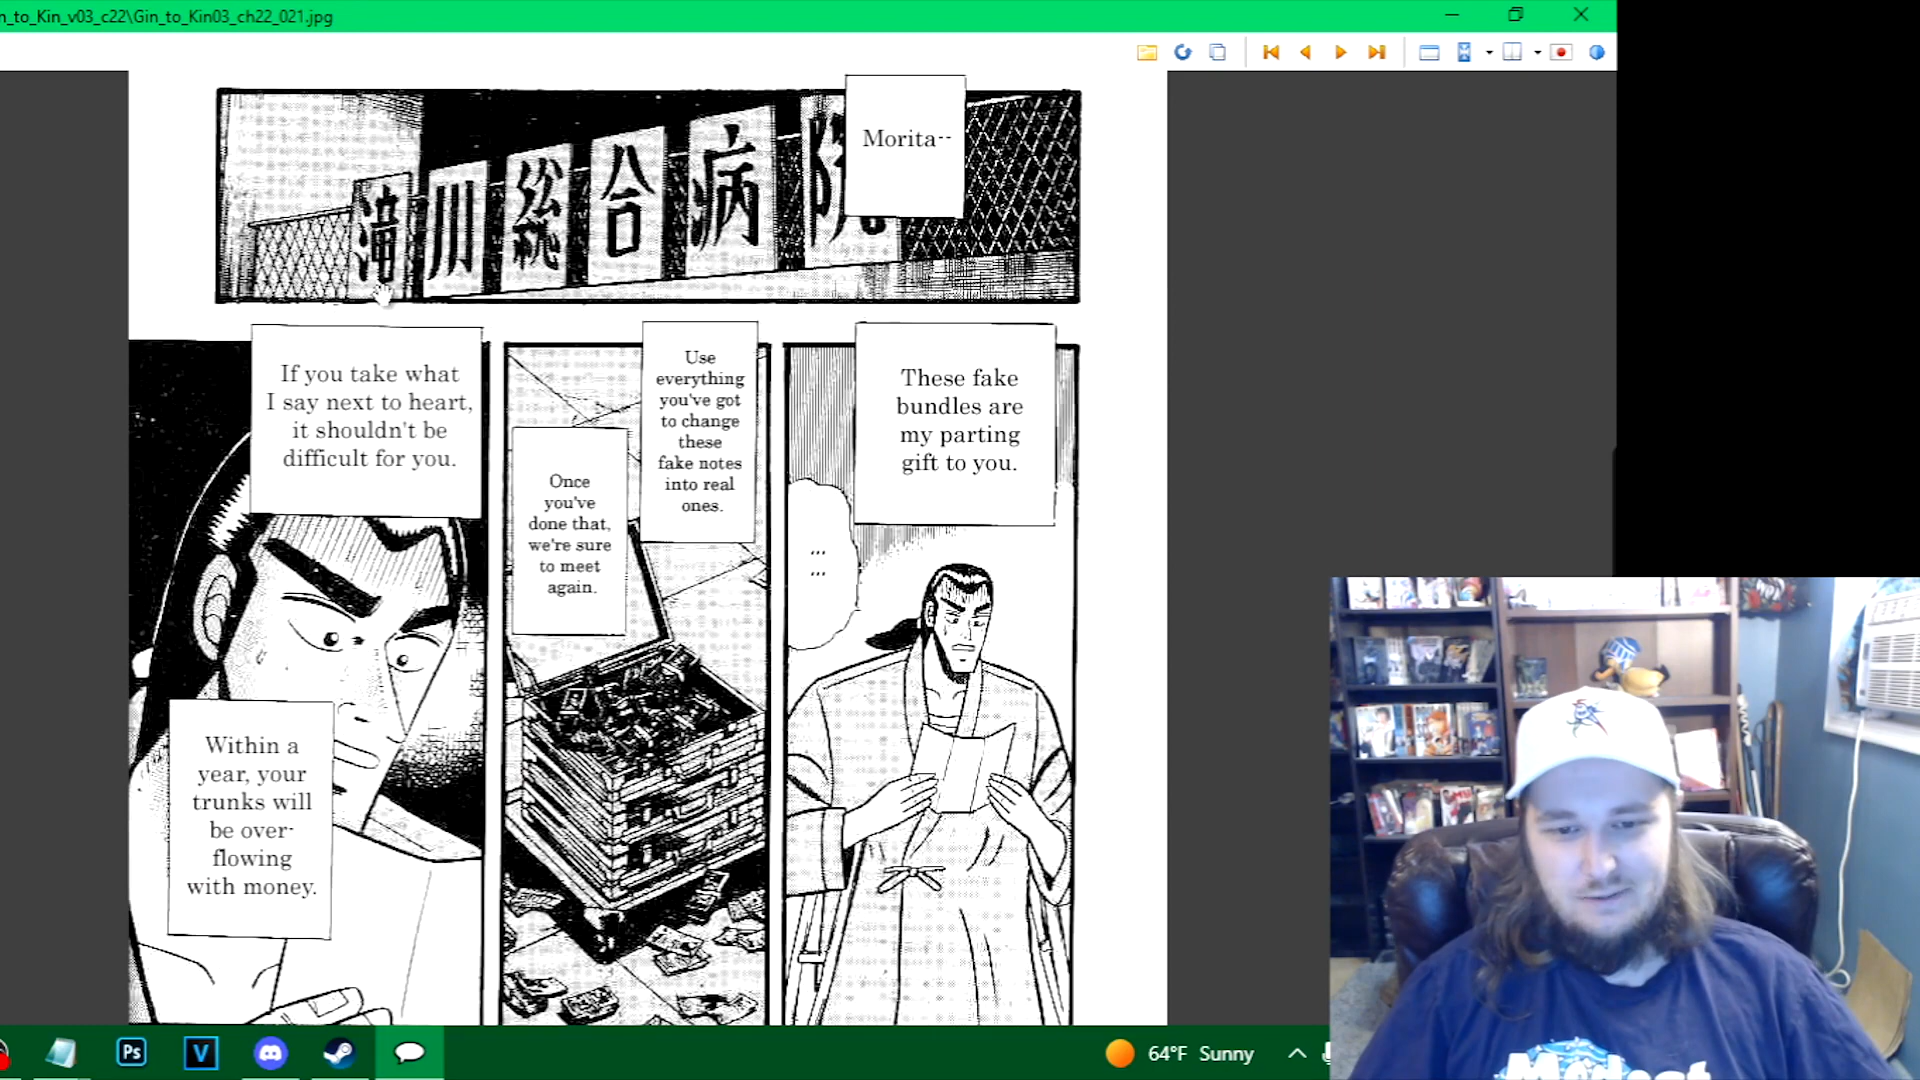 n_to_Kin_v03_c22\Gin_to_Kin03_ch22_021.jpg
滝川総合病院
Morita--
These fake
bundles are
my parting
gift to you.
...
...
Use
everything
you've got
to change
these
fake notes
into real
ones.
Once
you've
done that,
we're sure
to meet
again.
If you take what
I say next to heart,
it shouldn't be
difficult for you.
Within a
year, your
trunks will
be over-
flowing
with money.
Ps
V
64°F Sunny